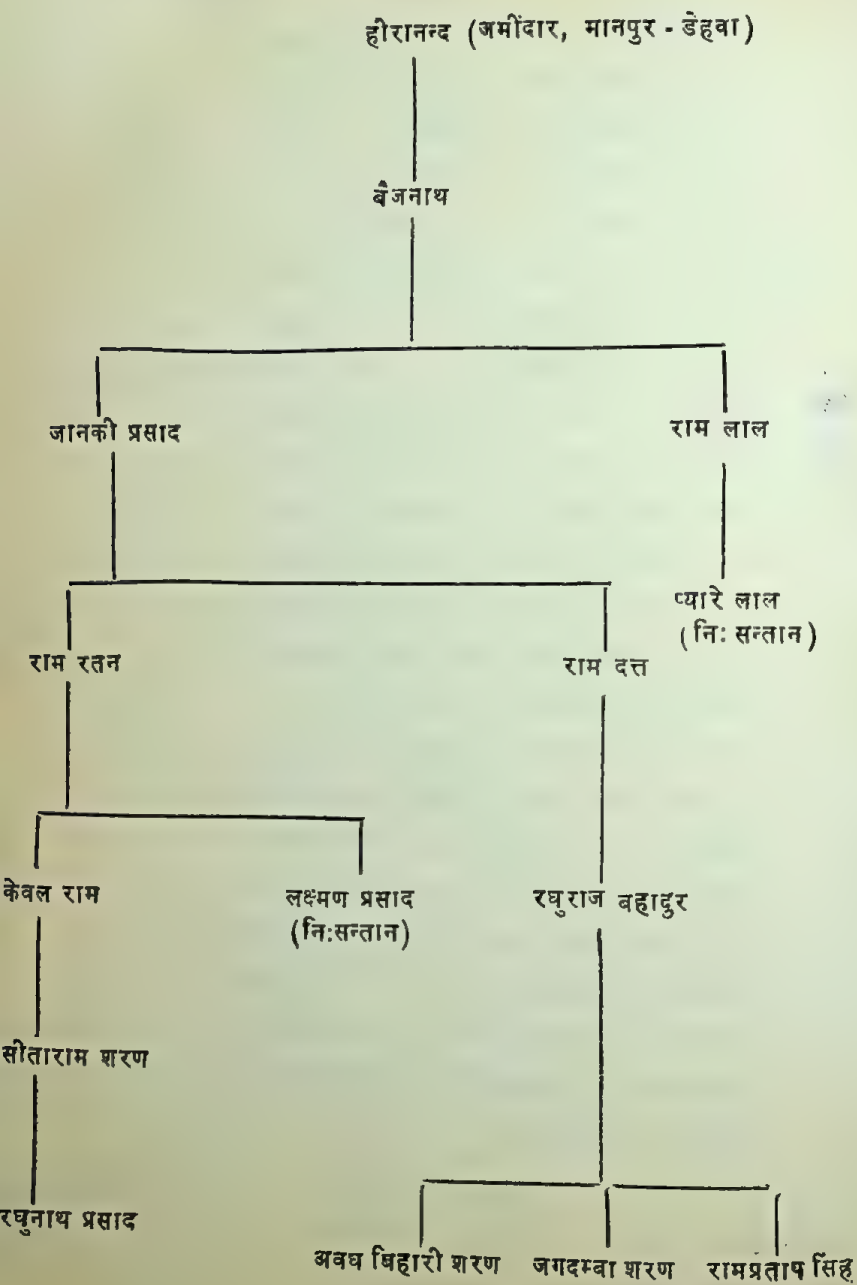 हीरानन्द (जमींदार, मानपुर - डेहवा)
बैजनाथ
जानकी प्रसाद
राम लाल
प्यारे लाल
(नि: सन्तान)
राम रतन
राम दत्त
केवल राम
लक्ष्मण प्रसाद
(नि:सन्तान)
रघुराज बहादुर
सीताराम शरण
रघुनाथ प्रसाद
अवध बिहारी शरण
जगदम्बा शरण
रामप्रताप सिंह